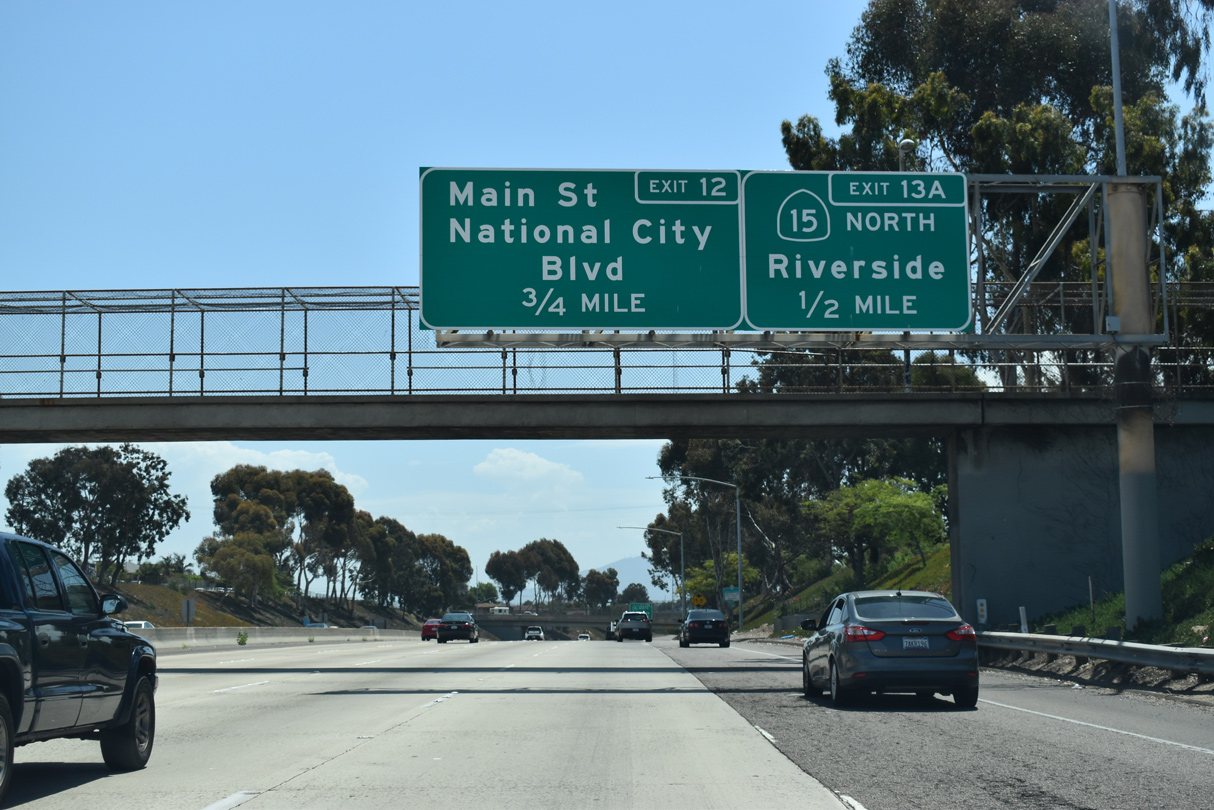 Main St
EXIT 12
National City
Blvd
3/4 MILE
EXIT 13A
15 NORTH
Riverside
1/2 MILE